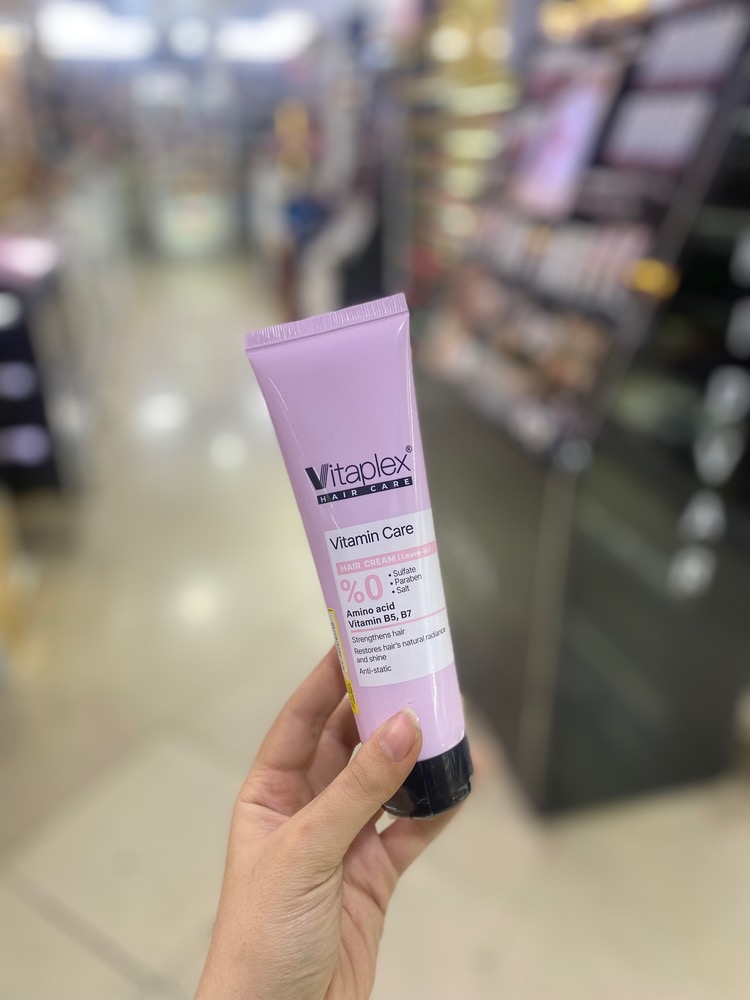 Vitaplex®
HAIR CARE
Vitamin Care
HAIR CREAM (Leave-in)
%0
• Sulfate
• Paraben
• Salt
Amino acid
Vitamin B5, B7
Strengthens hair
Restores hair's natural radiance
and shine
Anti-static